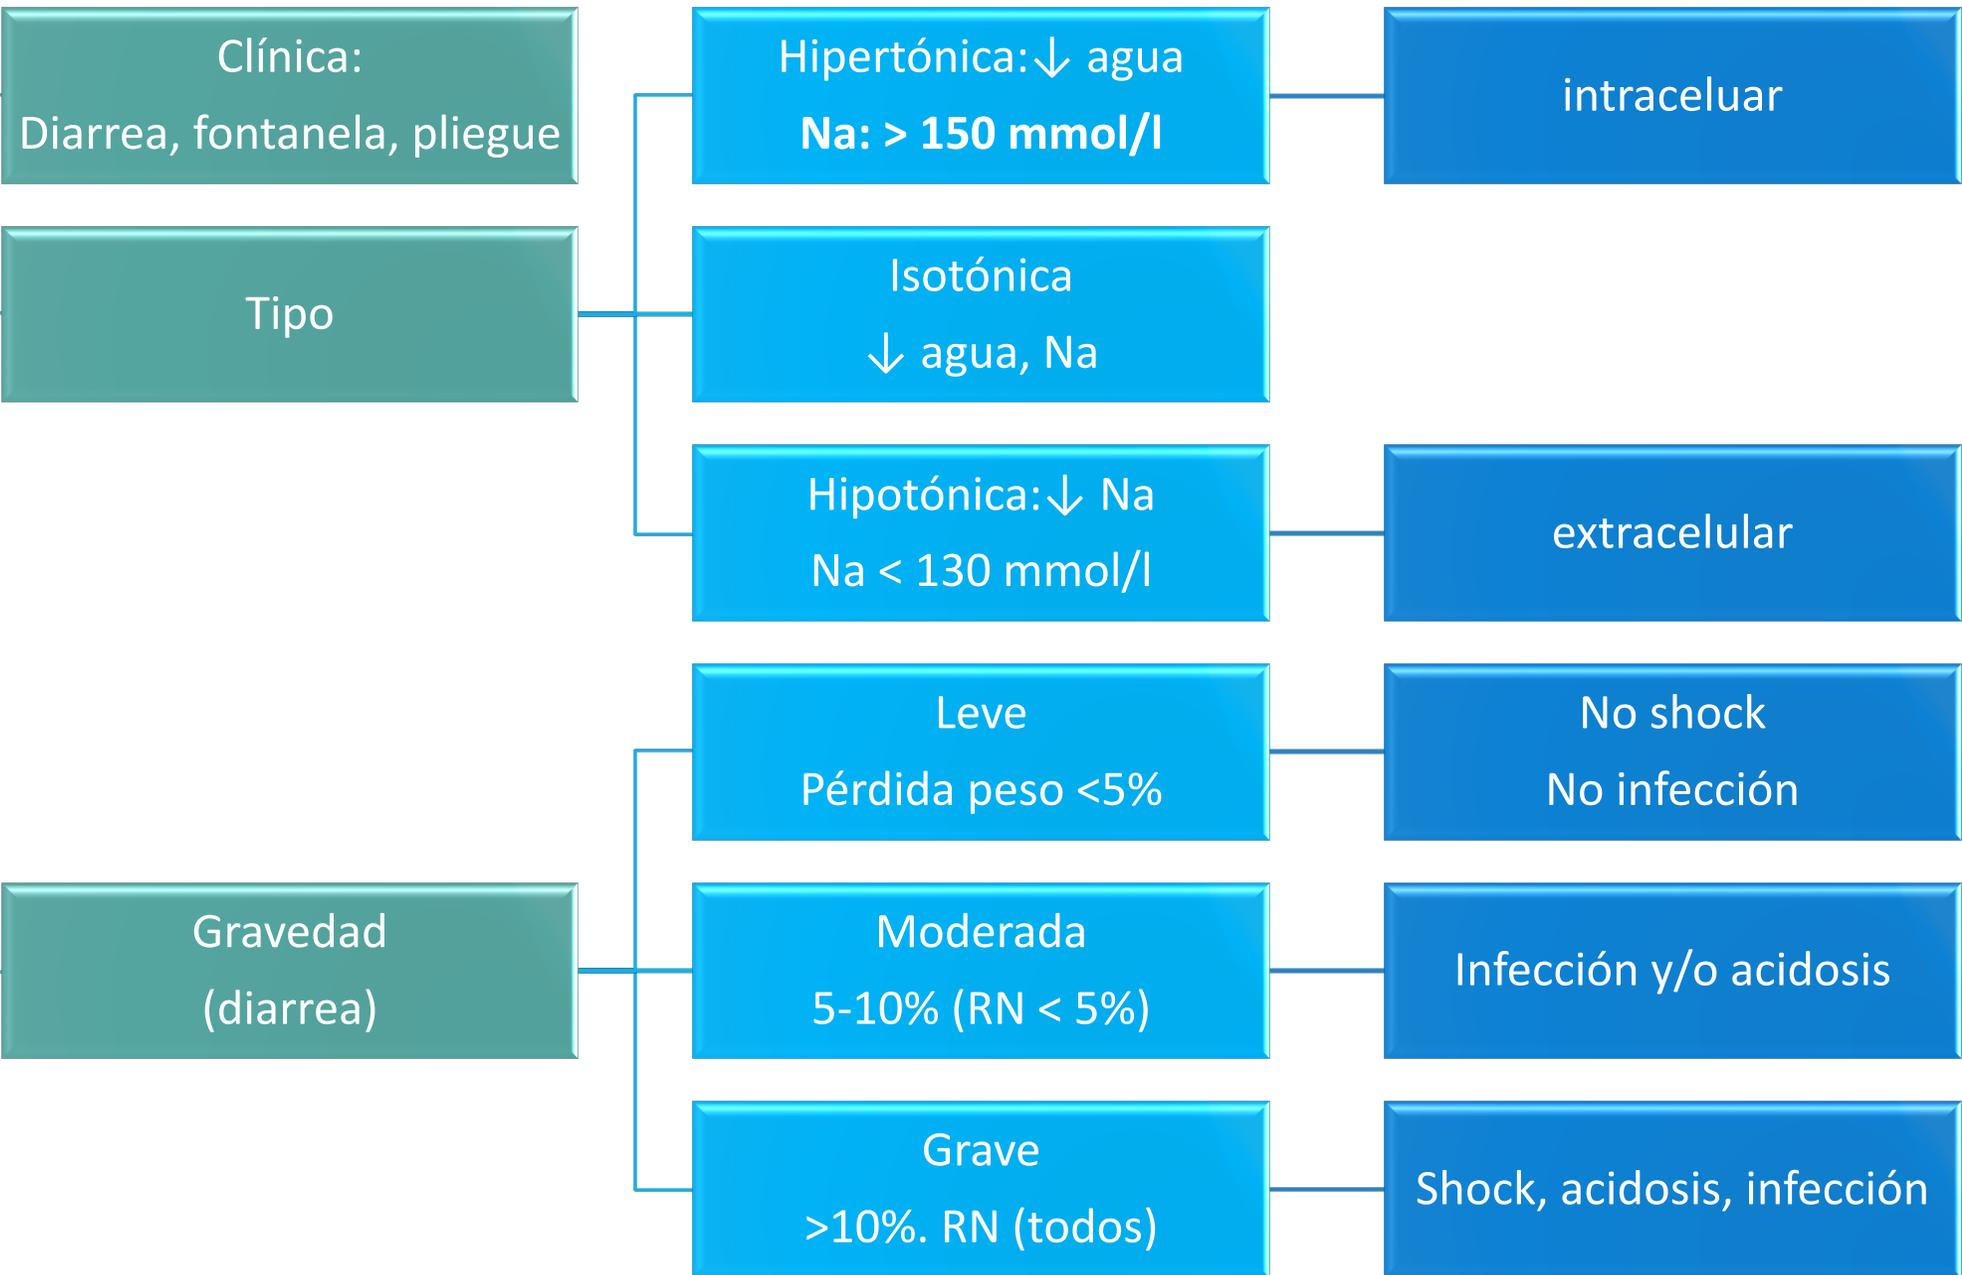 Clínica:
Diarrea, fontanela, pliegue
Tipo
Hipertónica:↓ agua
Na: > 150 mmol/l
intraceluar
Isotónica
↓ agua, Na
Hipotónica:↓ Na
Na < 130 mmol/l
extracelular
Gravedad
(diarrea)
Leve
Pérdida peso <5%
No shock
No infección
Moderada
5-10% (RN < 5%)
Infección y/o acidosis
Grave
>10%. RN (todos)
Shock, acidosis, infección